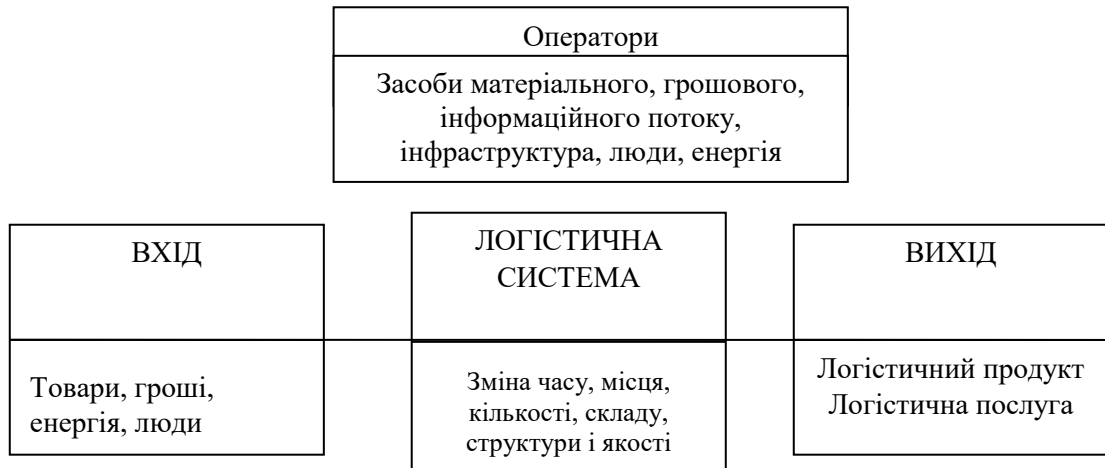 Оператори
Засоби матеріального, грошового,
інформаційного потоку,
інфраструктура, люди, енергія
ВХІД
Товари, гроші,
енергія, люди
ЛОГІСТИЧНА
СИСТЕМА
Зміна часу, місця,
кількості, складу,
структури і якості
ВИХІД
Логістичний продукт
Логістична послуга